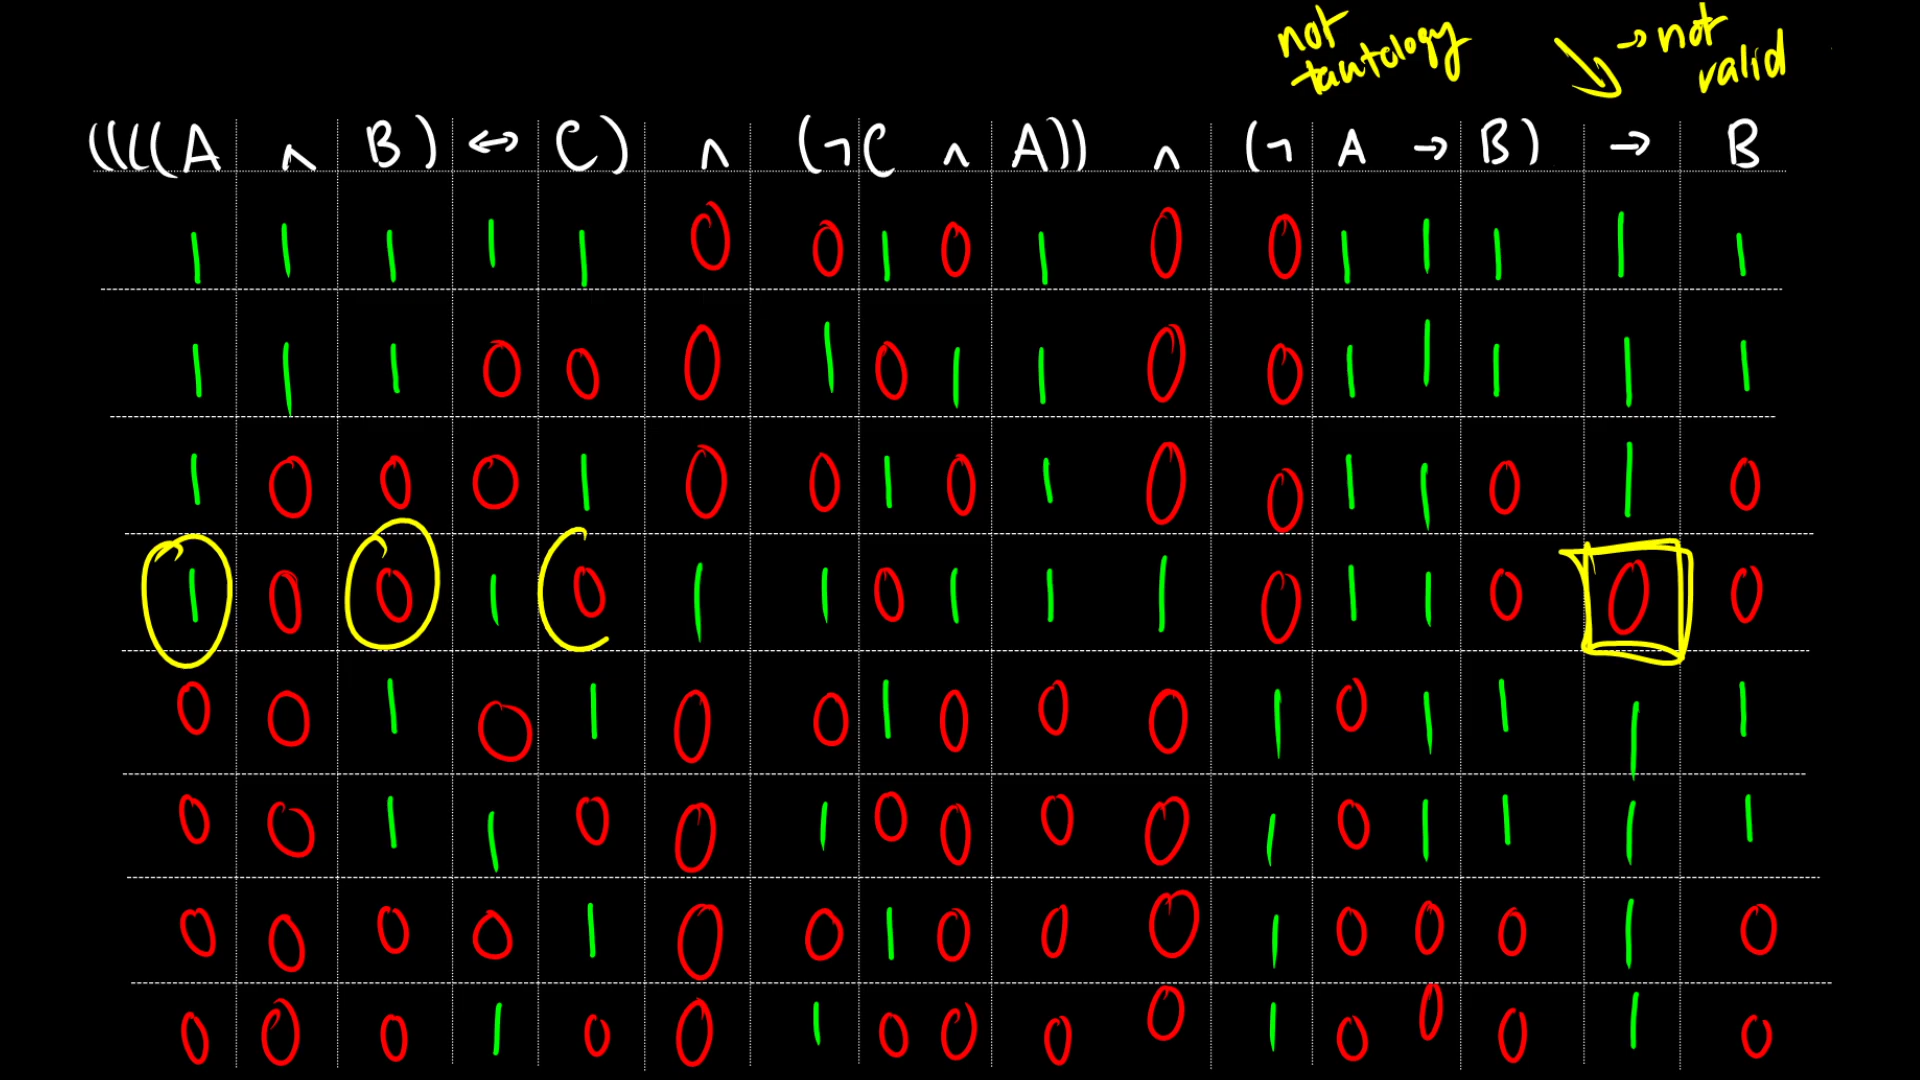 not
tautology
→ not
valid
((((A ∧ B) ↔ C) ∧ (¬C ∧ A)) ∧ (¬A → B) → B
1 1 1 1 1 0 0 1 0 1 0 0 1 1 1 1 1
1 1 1 0 0 0 1 0 1 1 0 0 1 1 1 1 1
1 0 0 0 1 0 0 1 0 1 0 0 1 1 0 1 0
1 0 0 1 0 1 1 0 1 1 1 0 1 1 0 0 0
0 0 1 0 1 0 0 1 0 0 0 1 0 1 1 1 1
0 0 1 1 0 0 1 0 0 0 0 1 0 1 1 1 1
0 0 0 0 1 0 0 1 0 0 0 1 0 0 0 1 0
0 0 0 1 0 0 1 0 0 0 0 1 0 0 0 1 0